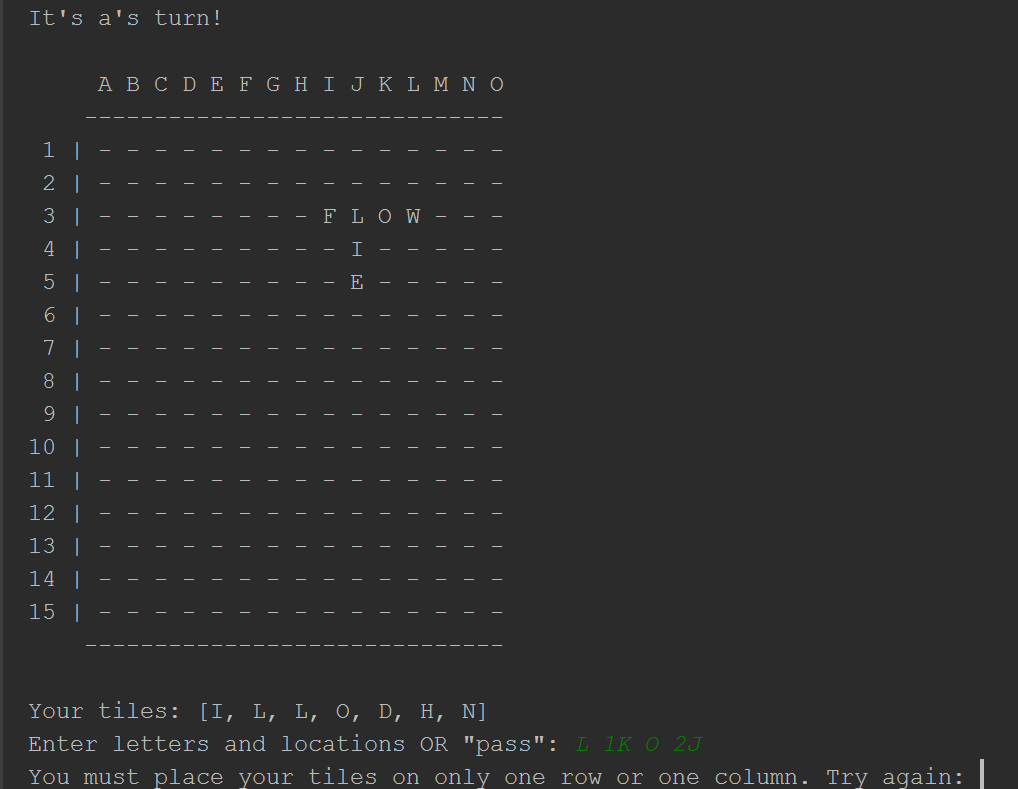 It's a's turn!
A B C D E F G H I J K L M N O
------------------------------
1 | - - - - - - - - - - - - - - -
2 | - - - - - - - - - - - - - - -
3 | - - - - - - - - F L O W - - -
4 | - - - - - - - - - I - - - - -
5 | - - - - - - - - - E - - - - -
6 | - - - - - - - - - - - - - - -
7 | - - - - - - - - - - - - - - -
8 | - - - - - - - - - - - - - - -
9 | - - - - - - - - - - - - - - -
10 | - - - - - - - - - - - - - - -
11 | - - - - - - - - - - - - - - -
12 | - - - - - - - - - - - - - - -
13 | - - - - - - - - - - - - - - -
14 | - - - - - - - - - - - - - - -
15 | - - - - - - - - - - - - - - -
------------------------------
Your tiles: [I, L, L, O, D, H, N]
Enter letters and locations OR "pass": L 1K O 2J
You must place your tiles on only one row or one column. Try again: